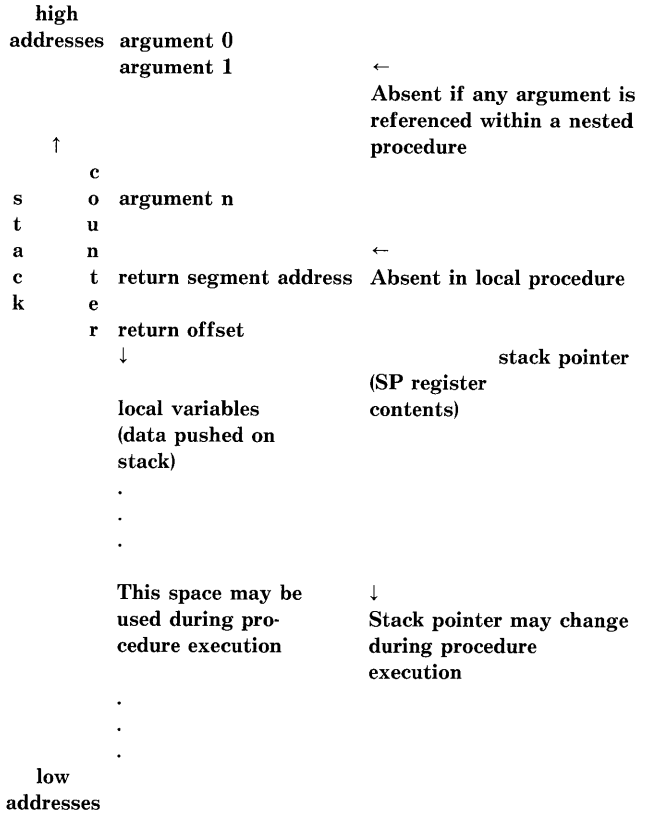 high
addresses argument 0
argument 1 ←
Absent if any argument is
referenced within a nested
↑ procedure
c
s o argument n
t u
a n ←
c t return segment address Absent in local procedure
k e
r return offset
↓ stack pointer
(SP register
local variables contents)
(data pushed on
stack)
.
.
.
This space may be ↓
used during pro- Stack pointer may change
cedure execution during procedure
execution
.
.
.
low
addresses